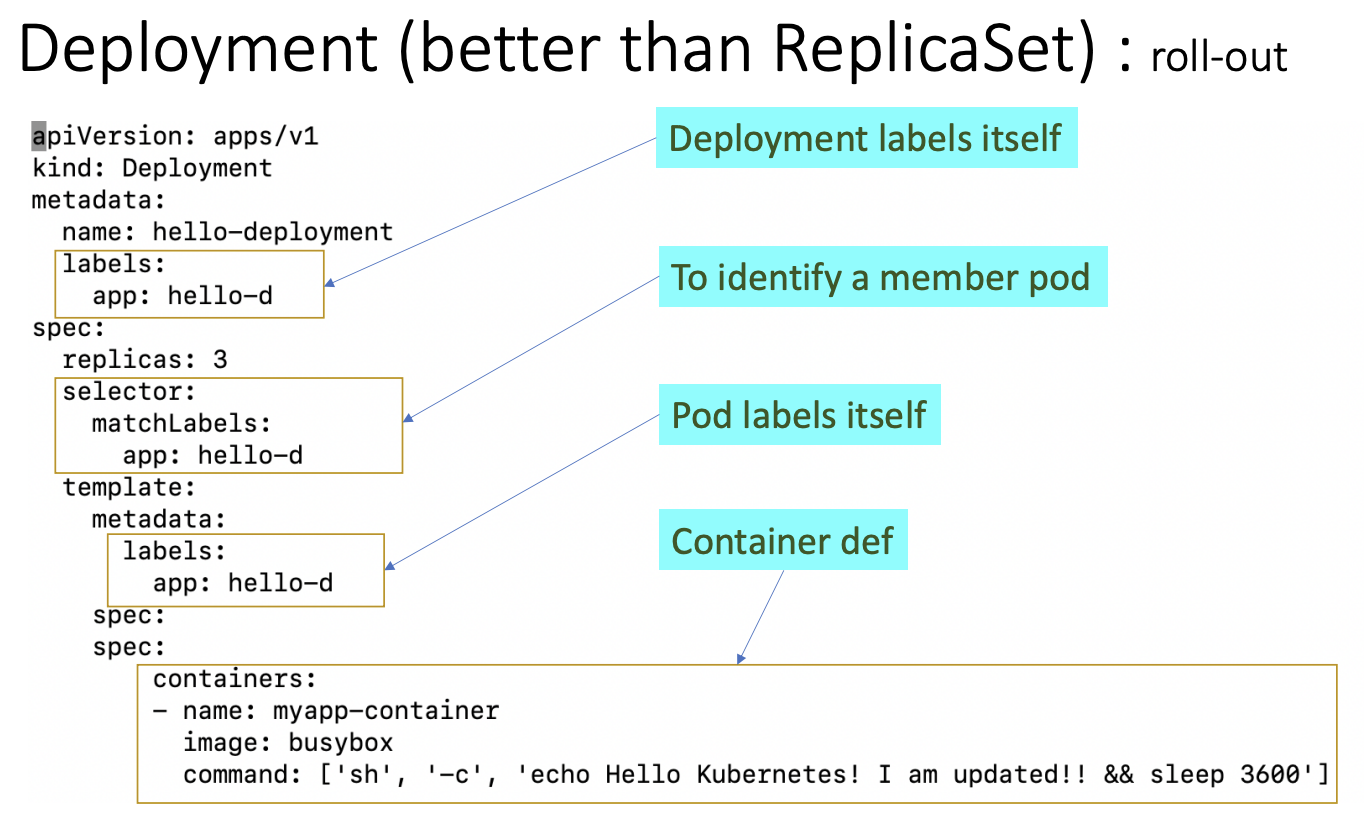 Deployment (better than ReplicaSet) : roll-out
apiVersion: apps/v1
kind: Deployment
metadata:
  name: hello-deployment
  labels:
    app: hello-d
spec:
  replicas: 3
  selector:
    matchLabels:
      app: hello-d
  template:
    metadata:
      labels:
        app: hello-d
    spec:
    spec:
        containers:
        - name: myapp-container
          image: busybox
          command: ['sh', '-c', 'echo Hello Kubernetes! I am updated!! && sleep 3600']
Deployment labels itself
To identify a member pod
Pod labels itself
Container def